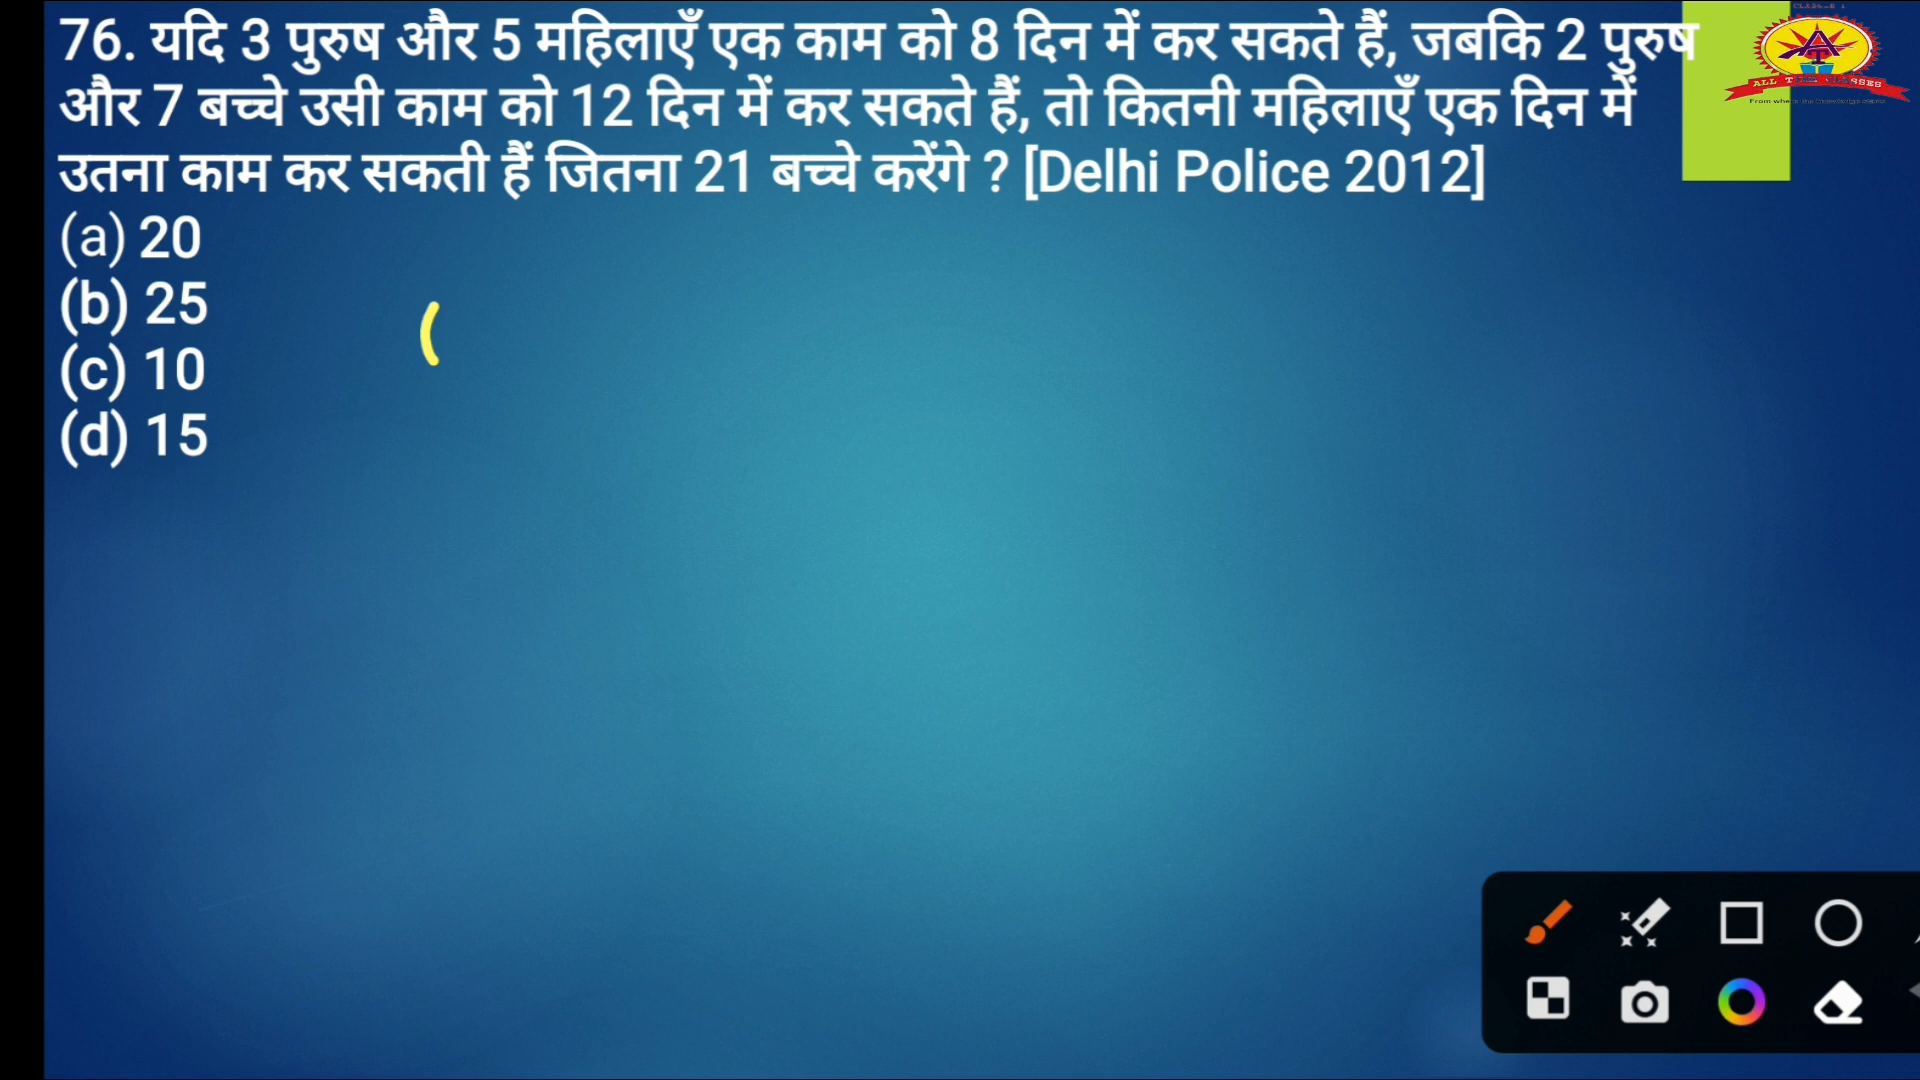 76. यदि 3 पुरुष और 5 महिलाएँ एक काम को 8 दिन में कर सकते हैं, जबकि 2 पुरुष
और 7 बच्चे उसी काम को 12 दिन में कर सकते हैं, तो कितनी महिलाएँ एक दिन में
उतना काम कर सकती हैं जितना 21 बच्चे करेंगे ? [Delhi Police 2012]
(a) 20
(b) 25
(c) 10
(d) 15
(